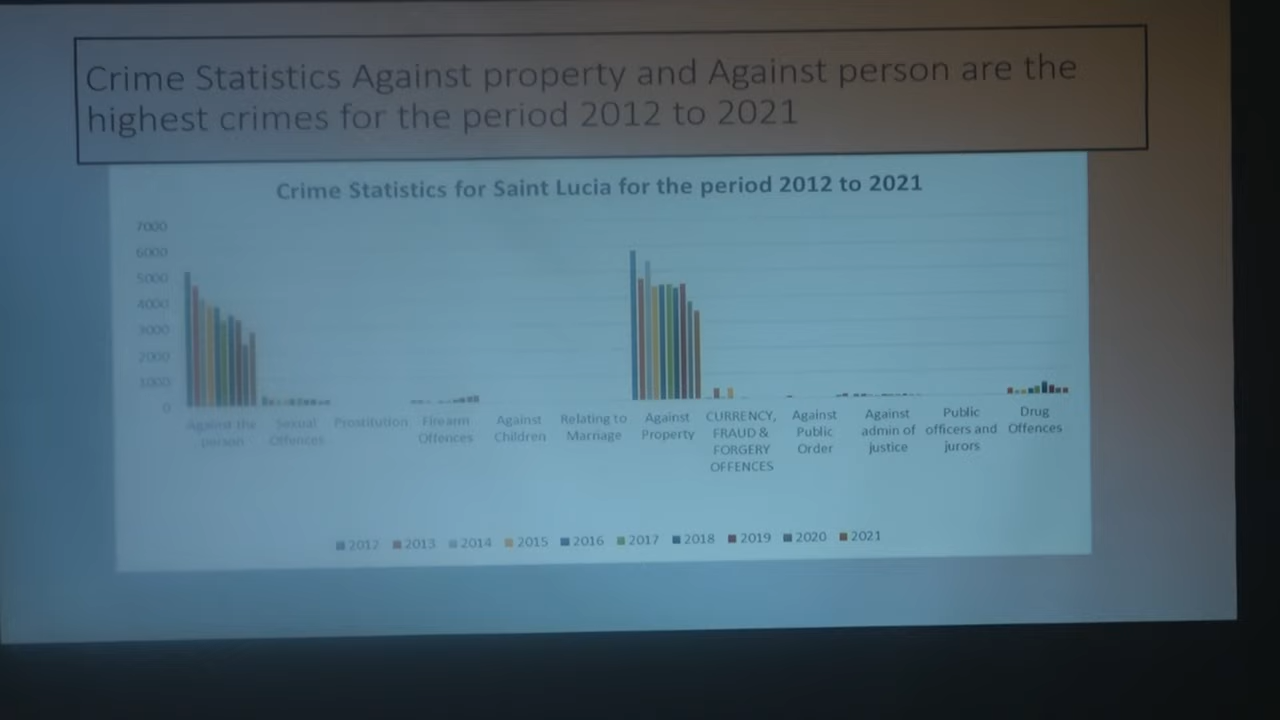 Crime Statistics Against property and Against person are the
highest crimes for the period 2012 to 2021
Crime Statistics for Saint Lucia for the period 2012 to 2021
7000
6000
5000
4000
3000
2000
1000
0
Against the
person
Sexual
Offences
Prostitution
Firearm
Offences
Against
Children
Relating to
Marriage
Against
Property
CURRENCY,
FRAUD &
FORGERY
OFFENCES
Against
Public
Order
Against
admin of
justice
Public
officers and
jurors
Drug
Offences
2012 2013 2014 2015 2016 2017 2018 2019 2020 2021